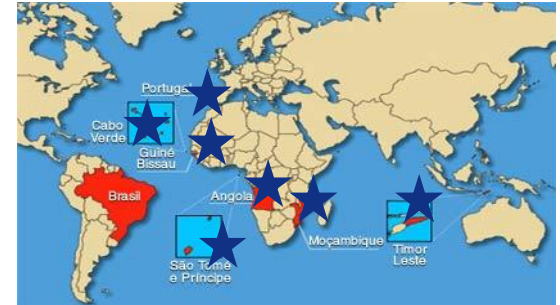 Portugal
Cabo
Verde
Guiné
Bissau
Brasil
Angola
Moçambique
São Tomé
e Príncipe
Timor
Leste